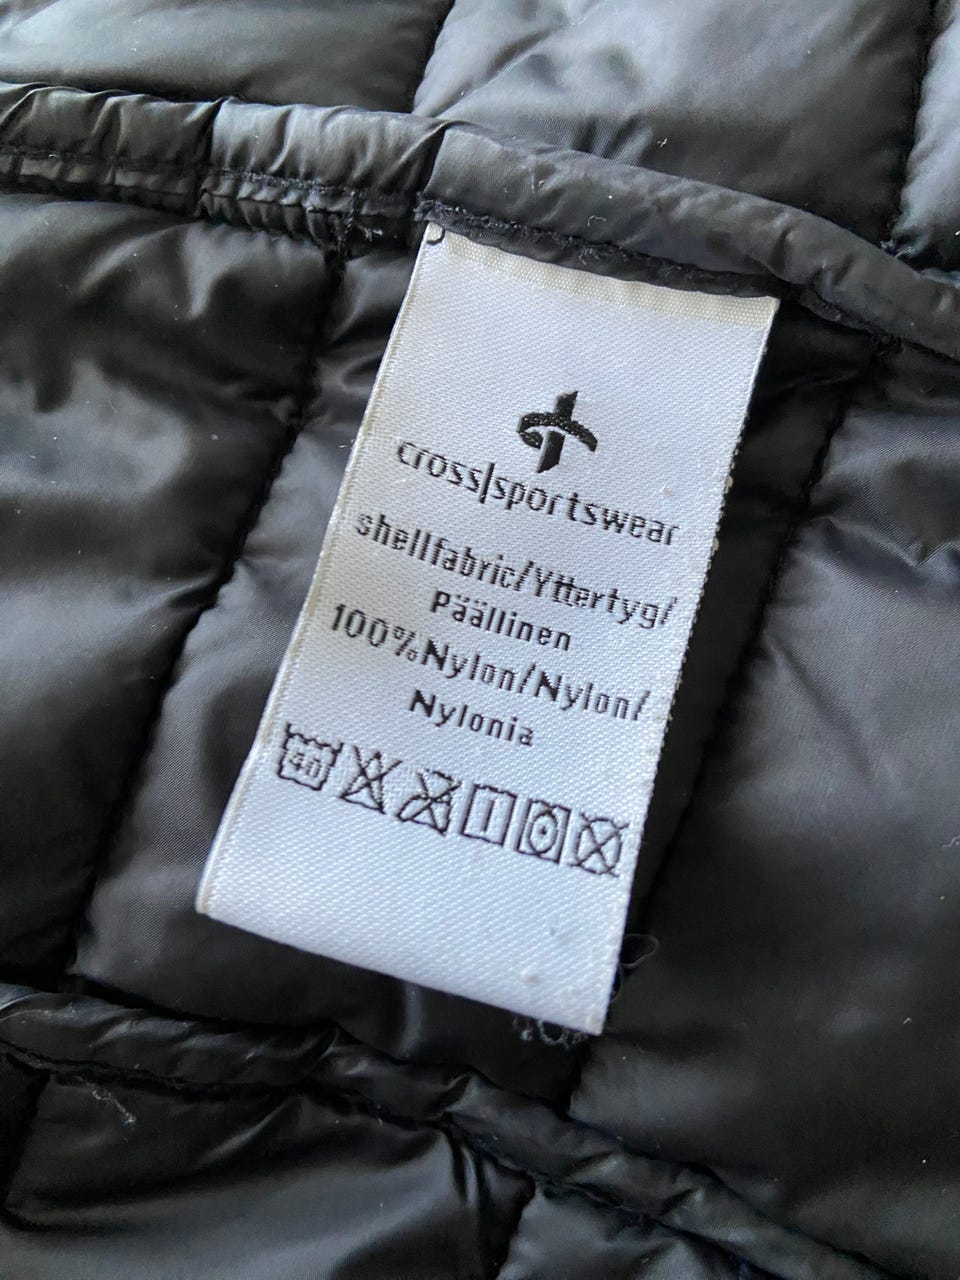 cross|sportswear
shellfabric/Yttertyg/
Päällinen
100%Nylon/Nylon/
Nylonia
40